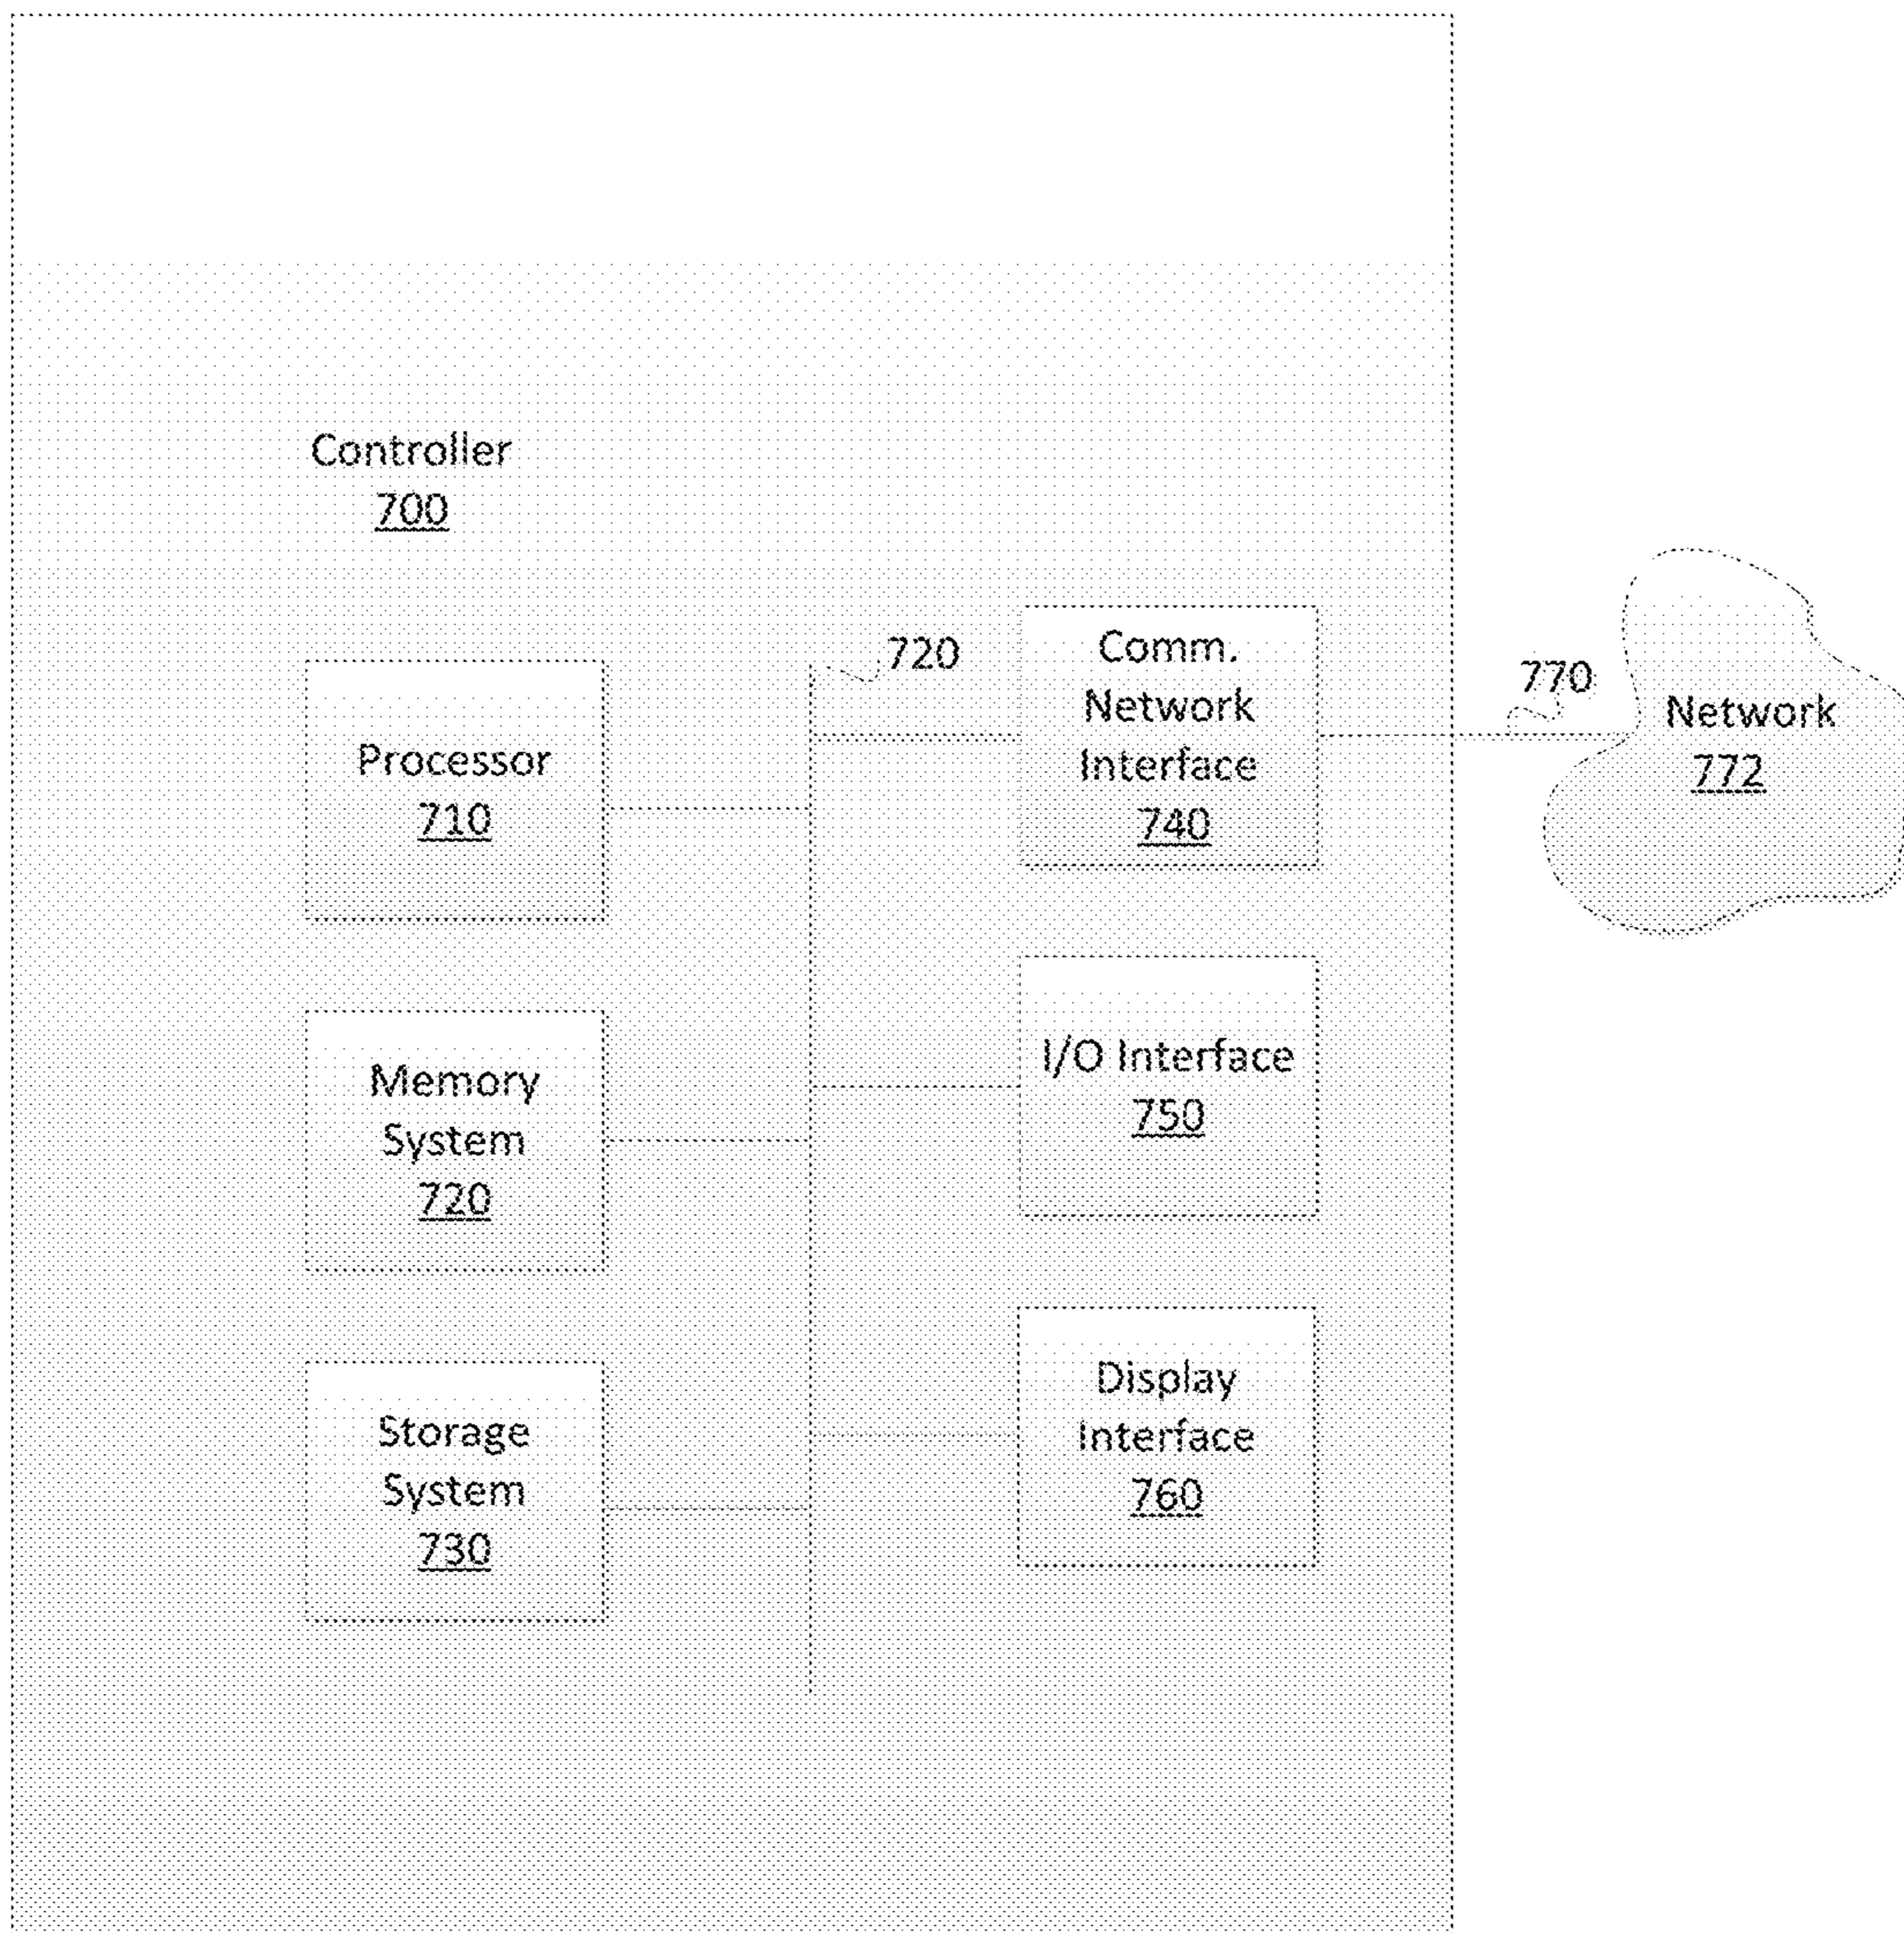 Controller
700
Processor
710
Memory
System
720
Storage
System
730
720
Comm.
Network
Interface
740
I/O Interface
750
Display
Interface
760
770
Network
772